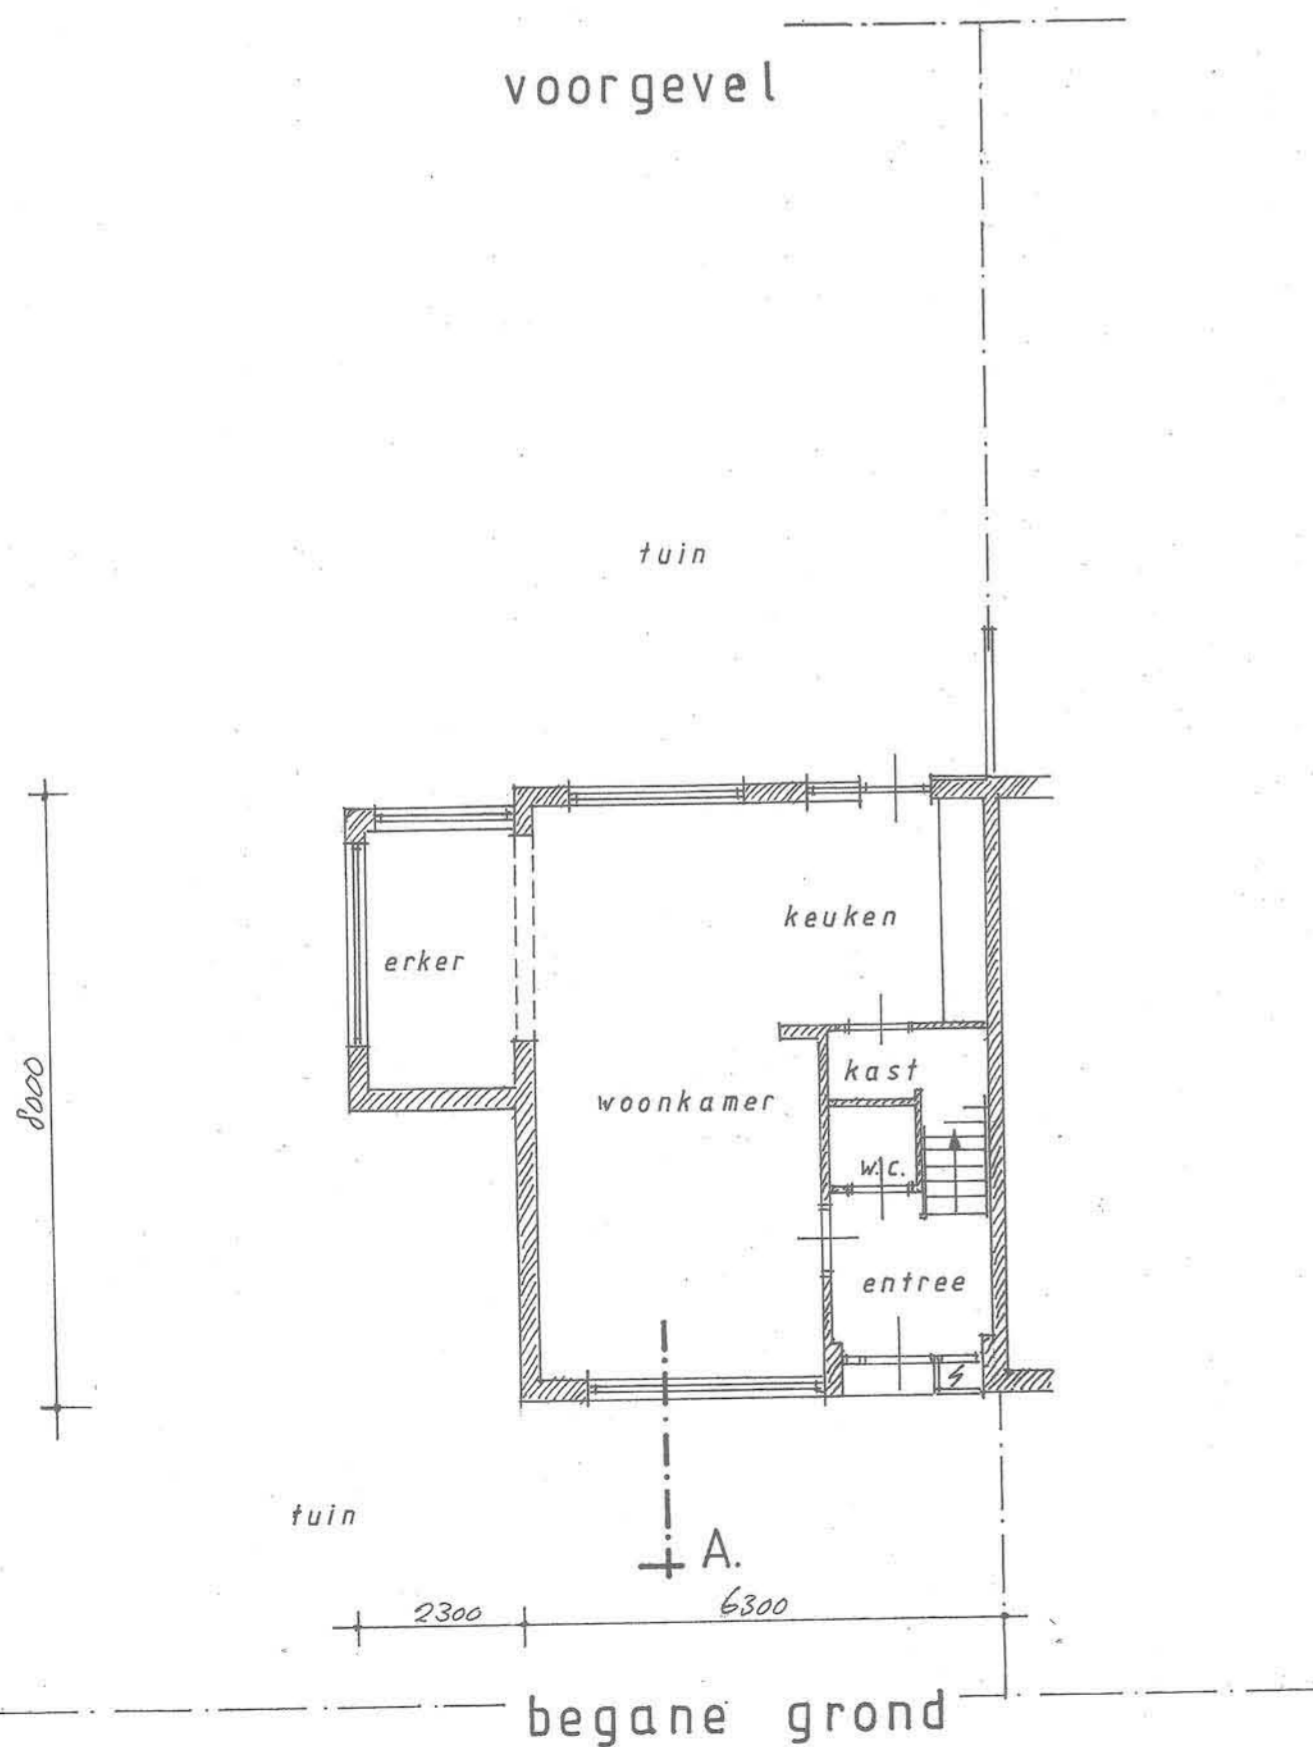 voorgevel
tuin
keuken
erker
kast
woonkamer
8000
w.c.
entree
tuin
A.
2300
6300
begane grond